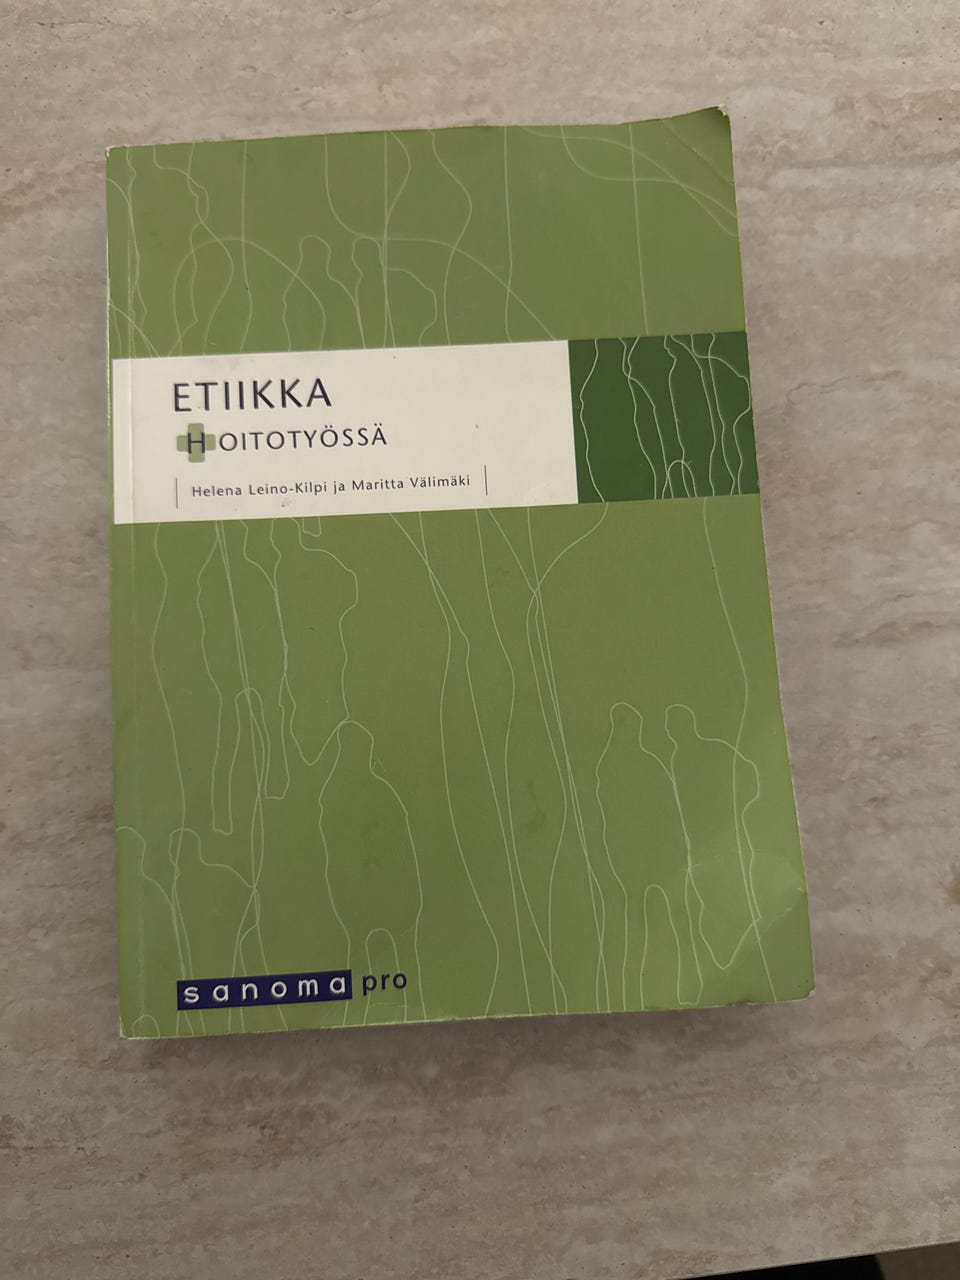 ETIIKKA
HOITOTYÖSSÄ
Helena Leino-Kilpi ja Maritta Välimäki
sanoma pro